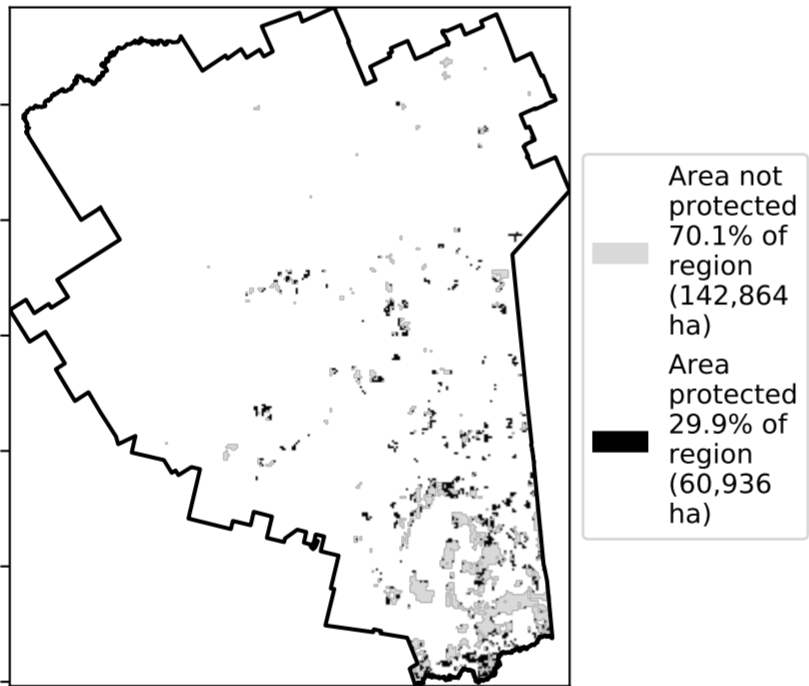 Area not
protected
70.1% of
region
(142,864
ha)
Area
protected
29.9% of
region
(60,936
ha)